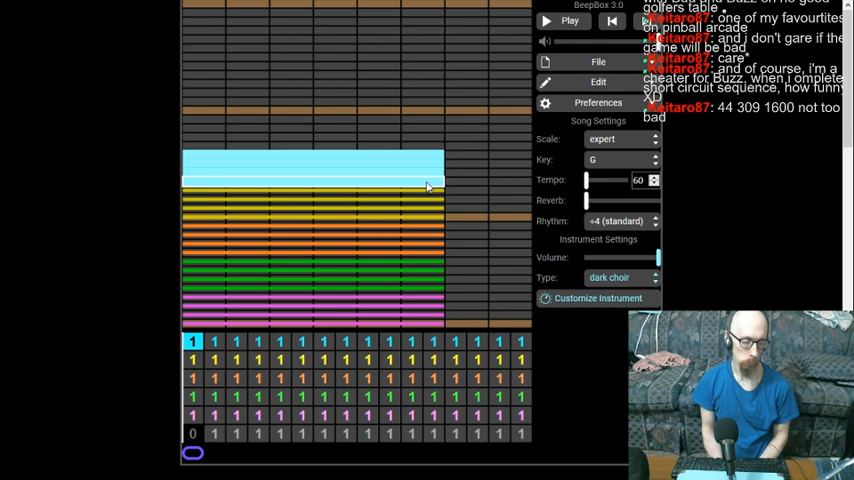 with Bud and Buzz on no good
golfers table .
Keitaro87: one of my favourtites
on pinball arcade
Keitaro87: and i don't gare if the
game will be bad
Keitaro87: care*
Keitaro87: and of course, i'm a
cheater for Buzz, when i omplete
short circuit sequence, how funny
XD
Keitaro87: 44 309 1600 not too
bad
BeepBox 3.0
Play
File
Edit
Preferences
Song Settings
Scale: expert
Key: G
Tempo: 60
Reverb:
Rhythm: ÷4 (standard)
Instrument Settings
Volume:
Type: dark choir
Customize Instrument
1 1 1 1 1 1 1 1 1 1 1 1 1 1 1 1
1 1 1 1 1 1 1 1 1 1 1 1 1 1 1 1
1 1 1 1 1 1 1 1 1 1 1 1 1 1 1 1
1 1 1 1 1 1 1 1 1 1 1 1 1 1 1 1
1 1 1 1 1 1 1 1 1 1 1 1 1 1 1 1
0 1 1 1 1 1 1 1 1 1 1 1 1 1 1 1